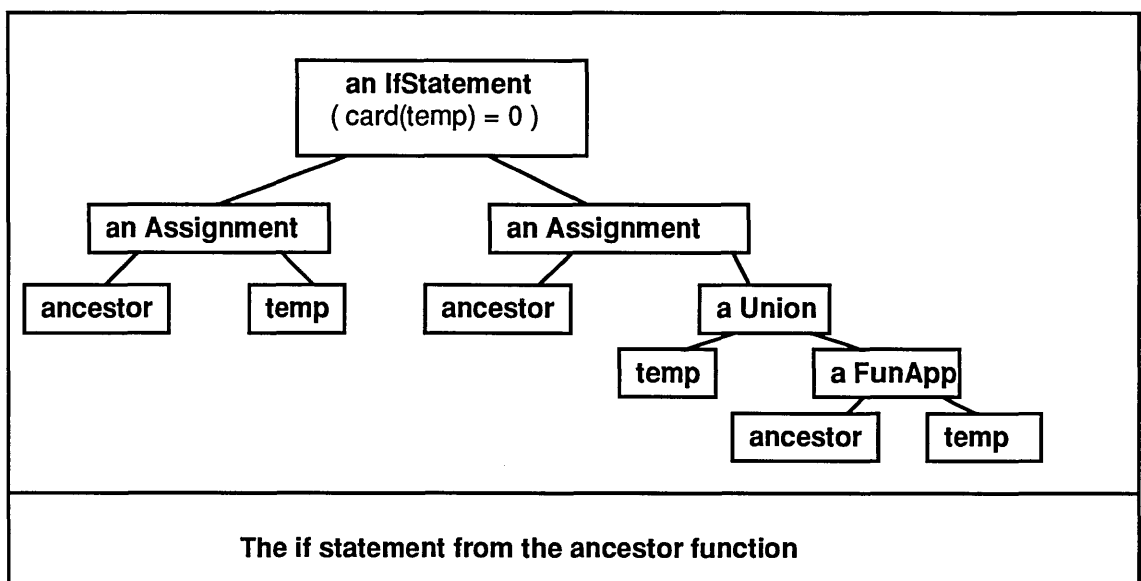 an IfStatement
( card(temp) = 0 )
an Assignment
an Assignment
ancestor
temp
ancestor
a Union
temp
a FunApp
ancestor
temp
The if statement from the ancestor function